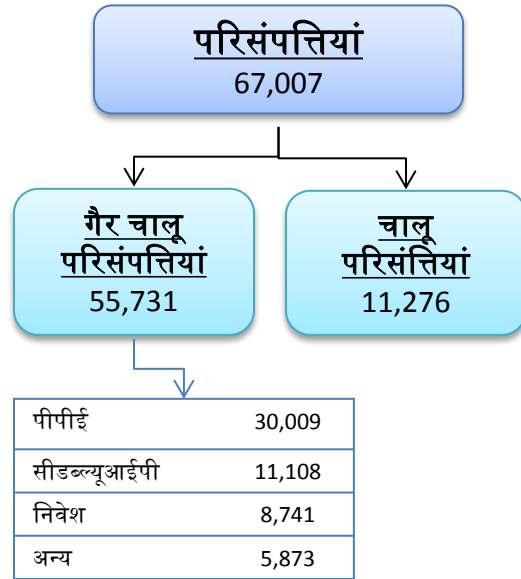 परिसंपत्तियां
67,007
गैर चालू
परिसंपत्तियां
55,731
चालू
परिसंत्तियां
11,276
पीपीई 30,009
सीडब्ल्यूआईपी 11,108
निवेश 8,741
अन्य 5,873